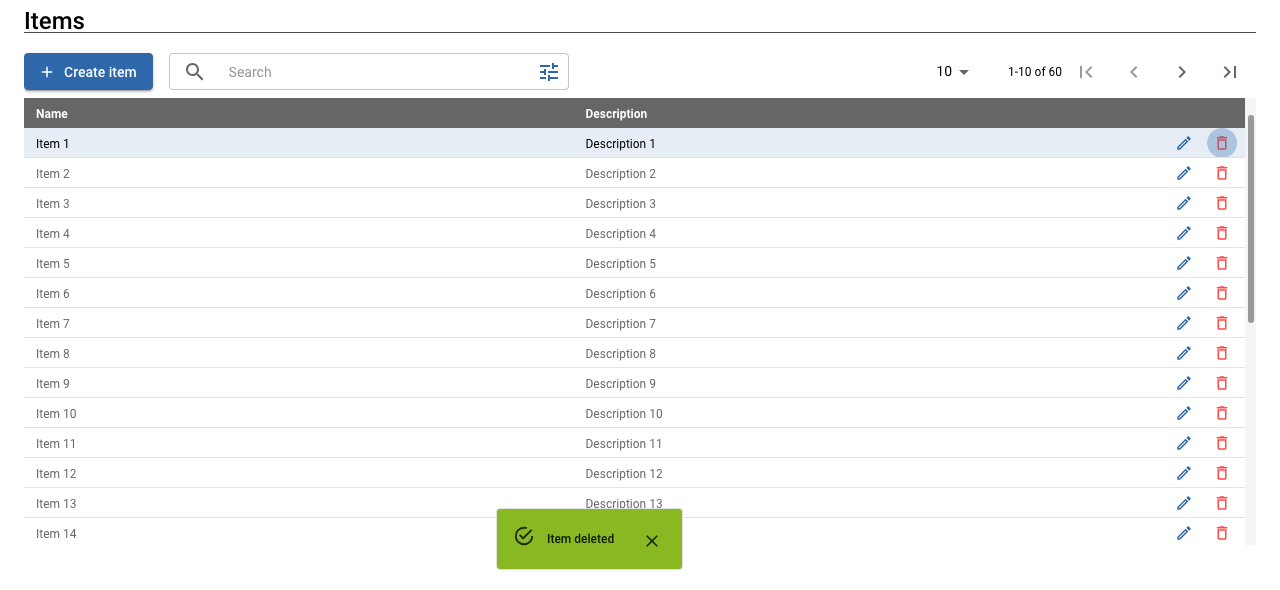 Items
Create item
Search
10
1-10 of 60
Name Description
Item 1 Description 1
Item 2 Description 2
Item 3 Description 3
Item 4 Description 4
Item 5 Description 5
Item 6 Description 6
Item 7 Description 7
Item 8 Description 8
Item 9 Description 9
Item 10 Description 10
Item 11 Description 11
Item 12 Description 12
Item 13 Description 13
Item 14
Item deleted